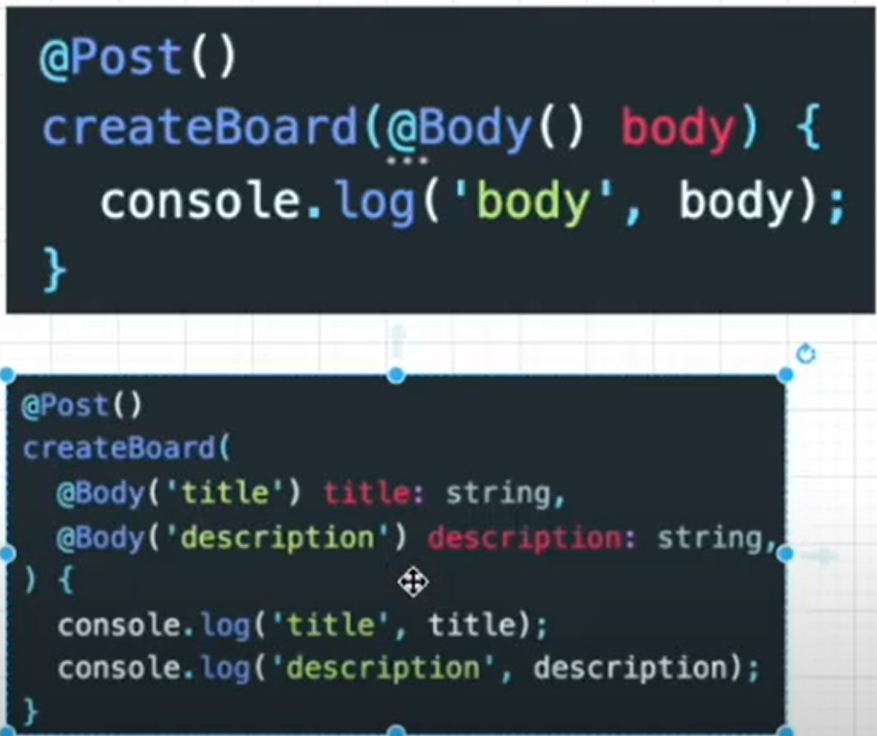 @Post()
createBoard(@Body() body) {
  console.log('body', body);
}
@Post()
createBoard(
  @Body('title') title: string,
  @Body('description') description: string,
) {
  console.log('title', title);
  console.log('description', description);
}